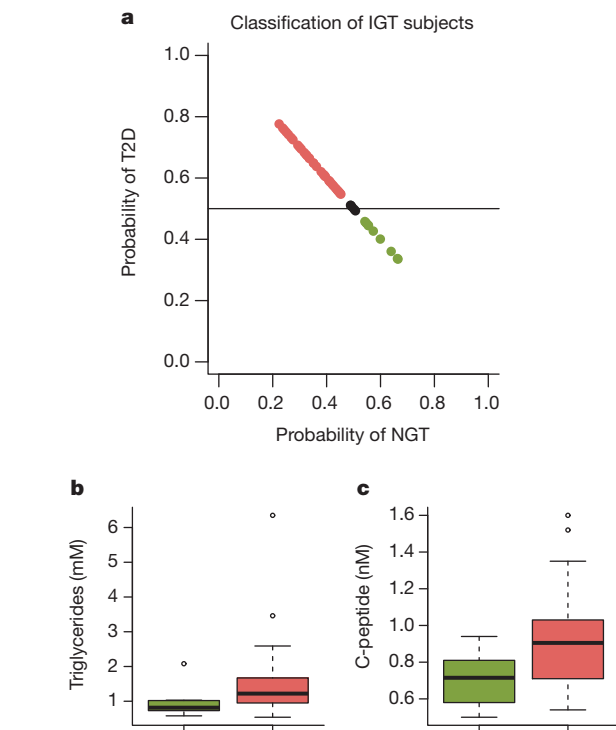 a
Classification of IGT subjects
1.0
0.8
0.6
0.4
0.2
0.0
Probability of T2D
0.0 0.2 0.4 0.6 0.8 1.0
Probability of NGT
b
6
5
4
3
2
1
Triglycerides (mM)
c
1.6
1.4
1.2
1.0
0.8
0.6
C-peptide (nM)